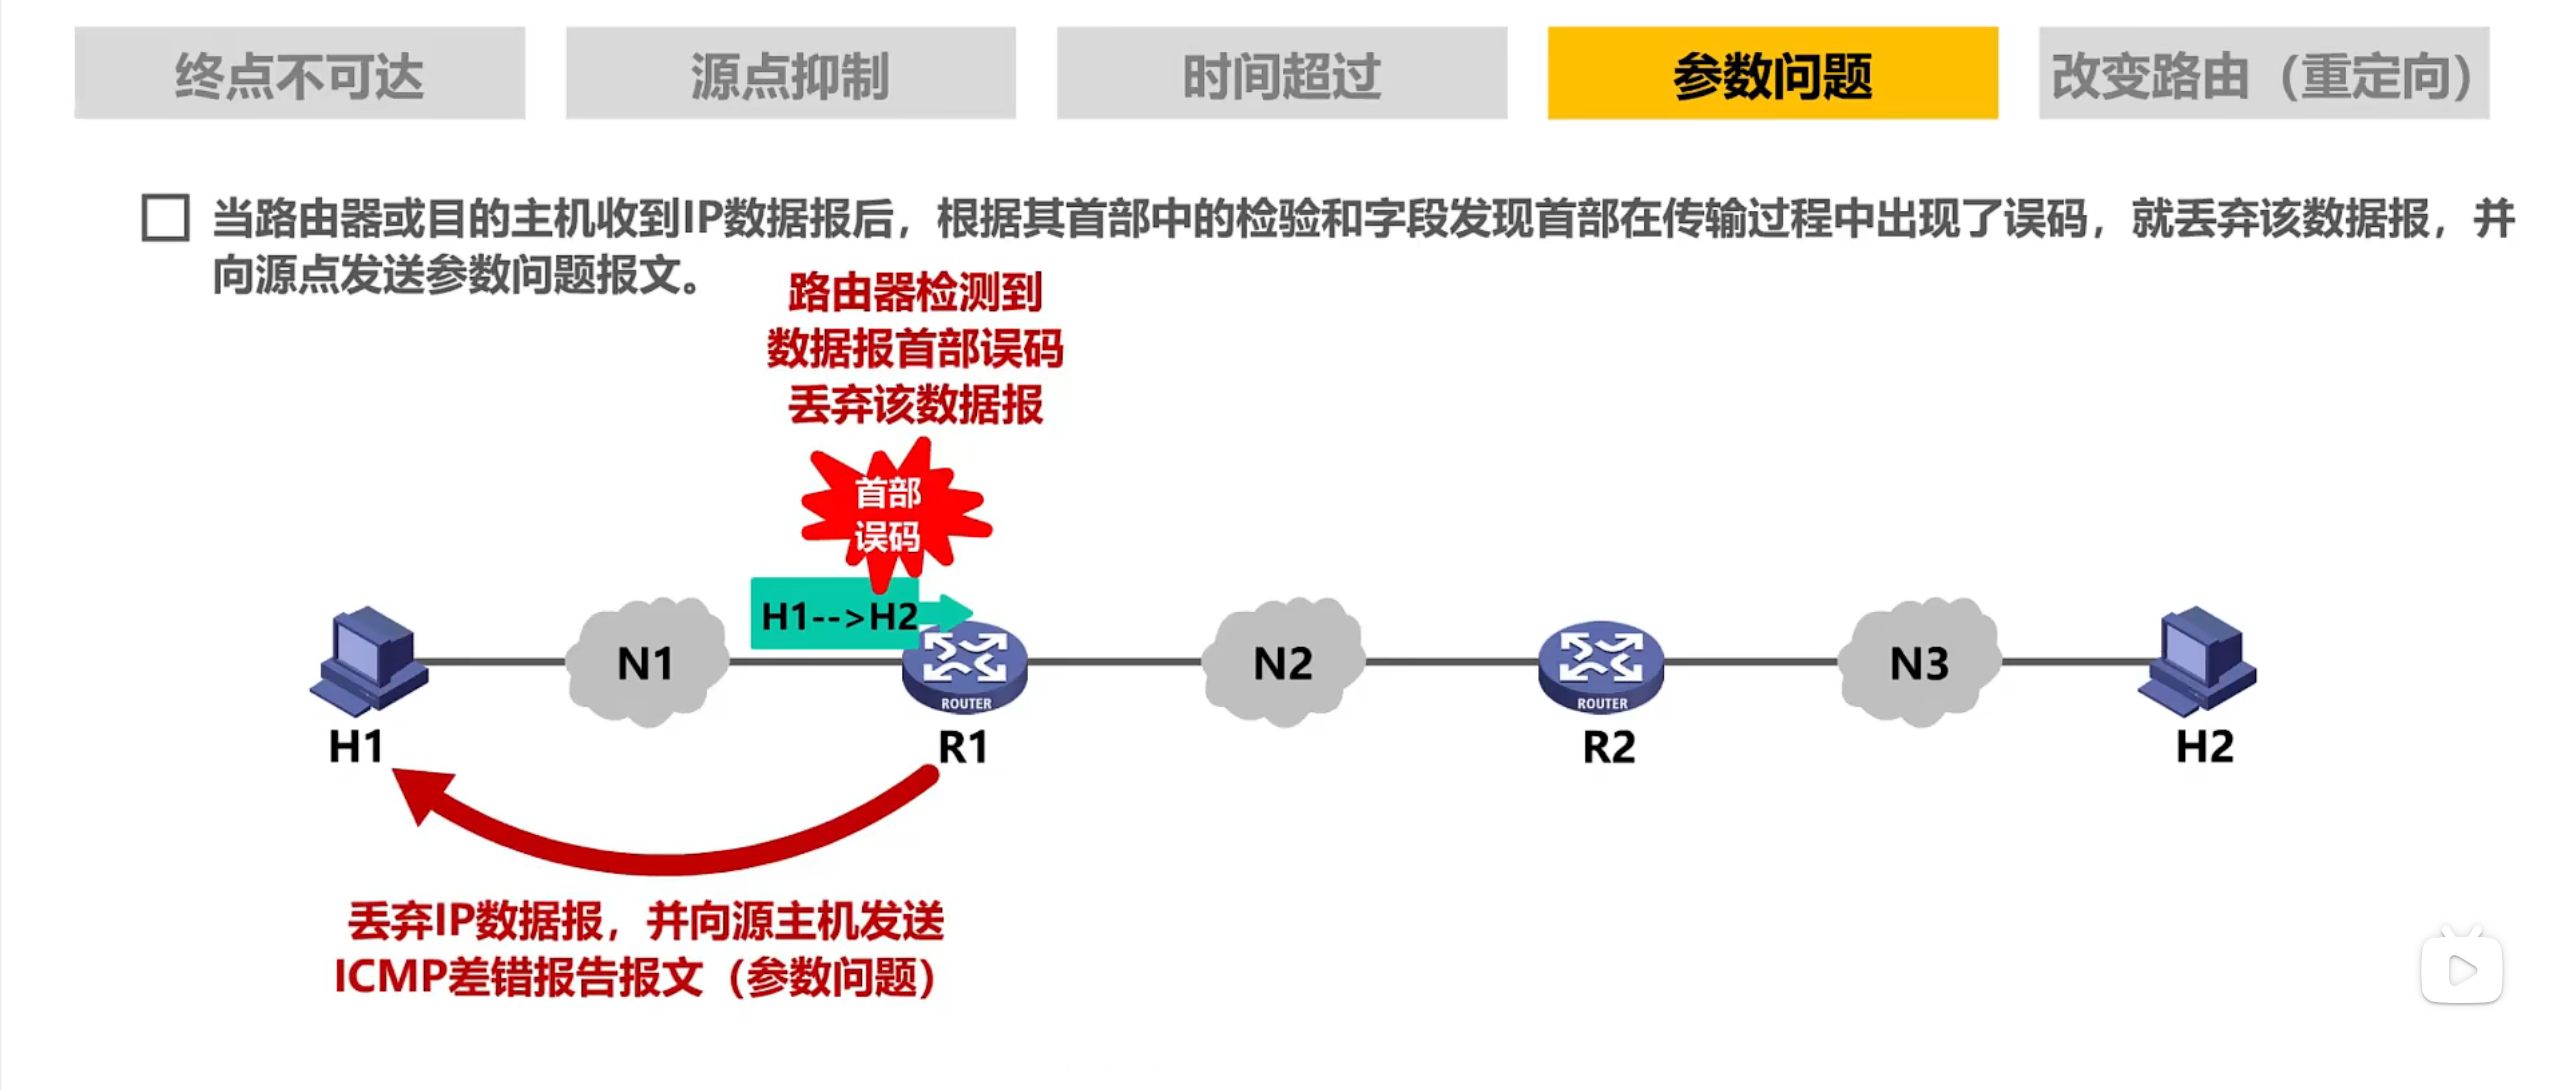 终点不可达
源点抑制
时间超过
参数问题
改变路由（重定向）
当路由器或目的主机收到IP数据报后，根据其首部中的检验和字段发现首部在传输过程中出现了误码，就丢弃该数据报，并
向源点发送参数问题报文。
路由器检测到
数据报首部误码
丢弃该数据报
首部
误码
H1-->H2
N1
N2
N3
ROUTER
ROUTER
H1
R1
R2
H2
丢弃IP数据报，并向源主机发送
ICMP差错报告报文（参数问题）